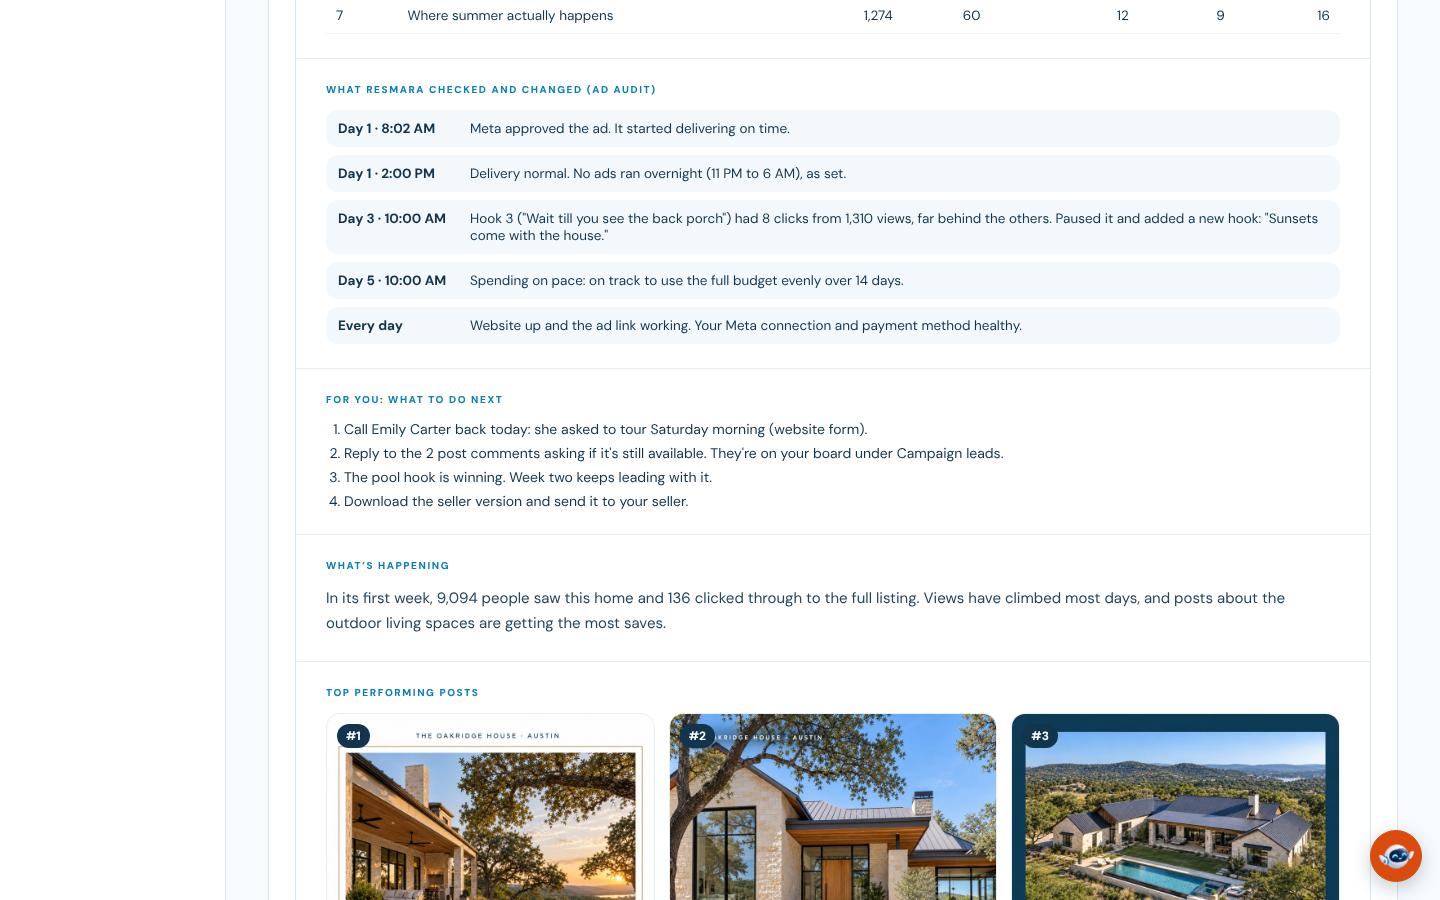 7 Where summer actually happens 1,274 60 12 9 16
WHAT RESMARA CHECKED AND CHANGED (AD AUDIT)
Day 1 · 8:02 AM Meta approved the ad. It started delivering on time.
Day 1 · 2:00 PM Delivery normal. No ads ran overnight (11 PM to 6 AM), as set.
Day 3 · 10:00 AM Hook 3 ("Wait till you see the back porch") had 8 clicks from 1,310 views, far behind the others. Paused it and added a new hook: "Sunsets
come with the house."
Day 5 · 10:00 AM Spending on pace: on track to use the full budget evenly over 14 days.
Every day Website up and the ad link working. Your Meta connection and payment method healthy.
FOR YOU: WHAT TO DO NEXT
1. Call Emily Carter back today: she asked to tour Saturday morning (website form).
2. Reply to the 2 post comments asking if it's still available. They're on your board under Campaign leads.
3. The pool hook is winning. Week two keeps leading with it.
4. Download the seller version and send it to your seller.
WHAT'S HAPPENING
In its first week, 9,094 people saw this home and 136 clicked through to the full listing. Views have climbed most days, and posts about the
outdoor living spaces are getting the most saves.
TOP PERFORMING POSTS
#1 THE OAKRIDGE HOUSE · AUSTIN
#2 HOUSE · AUSTIN
#3